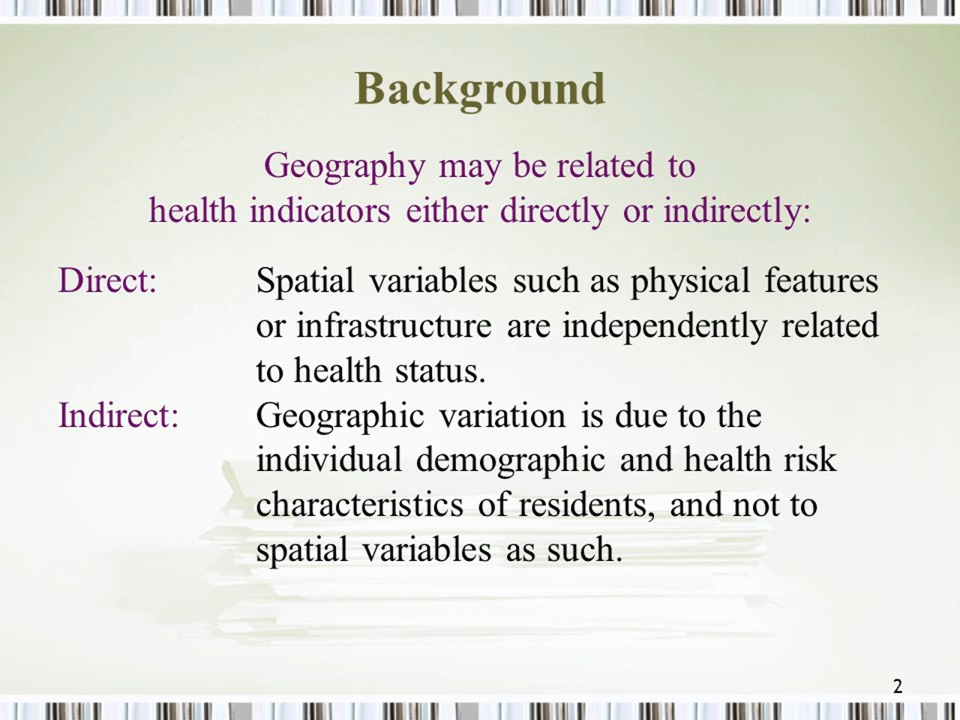 Background
Geography may be related to
health indicators either directly or indirectly:
Direct: Spatial variables such as physical features
or infrastructure are independently related
to health status.
Indirect: Geographic variation is due to the
individual demographic and health risk
characteristics of residents, and not to
spatial variables as such.
2